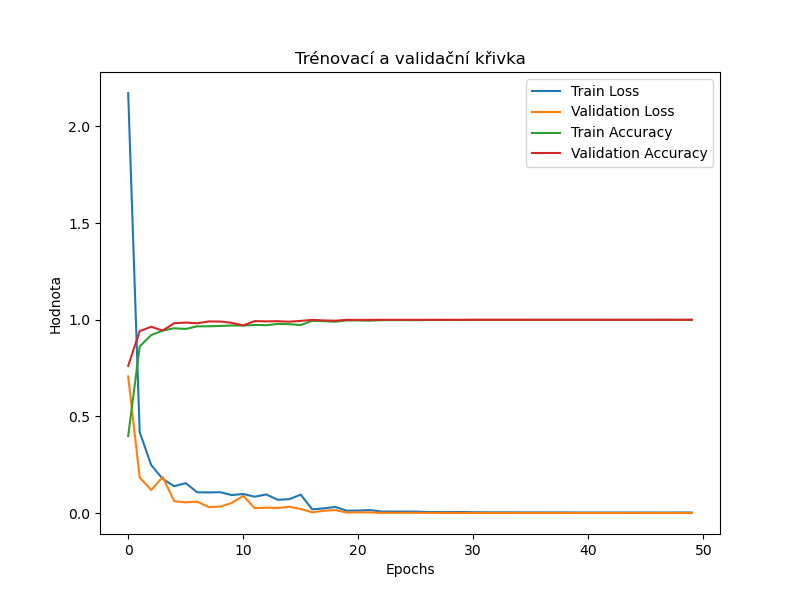 Trénovací a validační křivka
Train Loss
Validation Loss
Train Accuracy
Validation Accuracy
2.0
1.5
1.0
0.5
0.0
Hodnota
0
10
20
30
40
50
Epochs